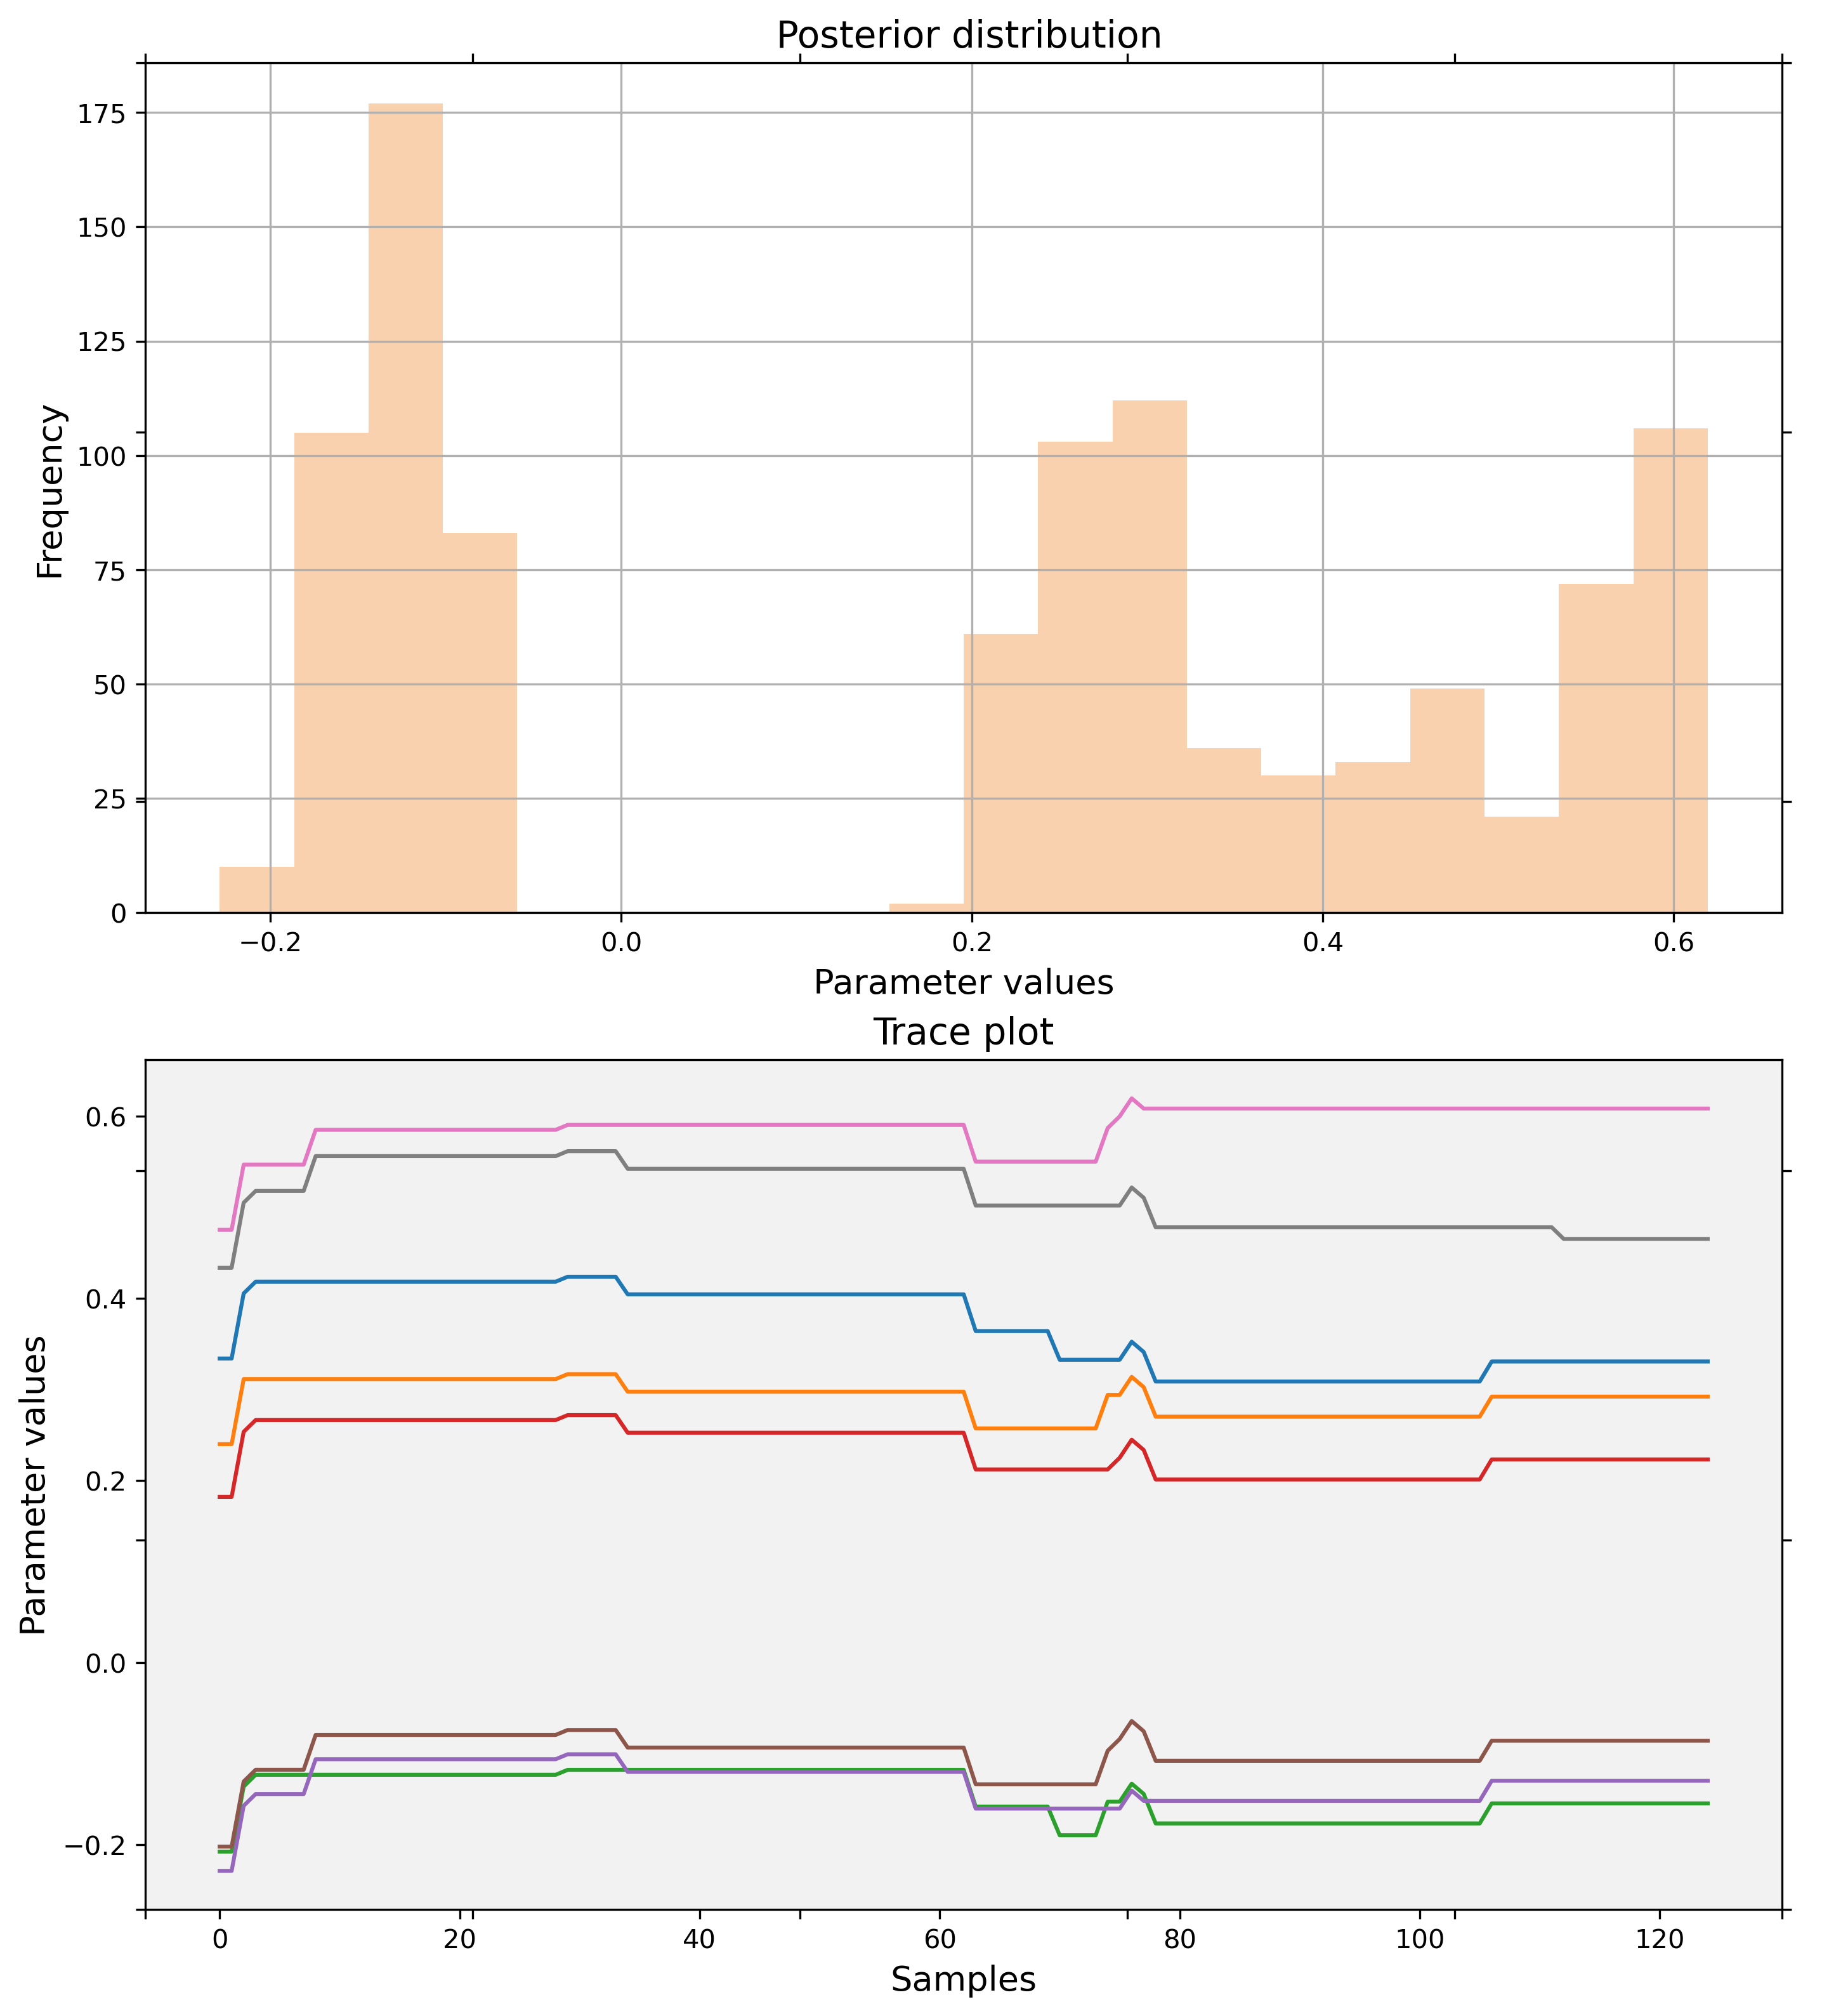 Posterior distribution
175
150
125
100
75
50
25
0
Frequency
−0.2 0.0 0.2 0.4 0.6
Parameter values
Trace plot
0.6
0.4
0.2
0.0
−0.2
Parameter values
0 20 40 60 80 100 120
Samples